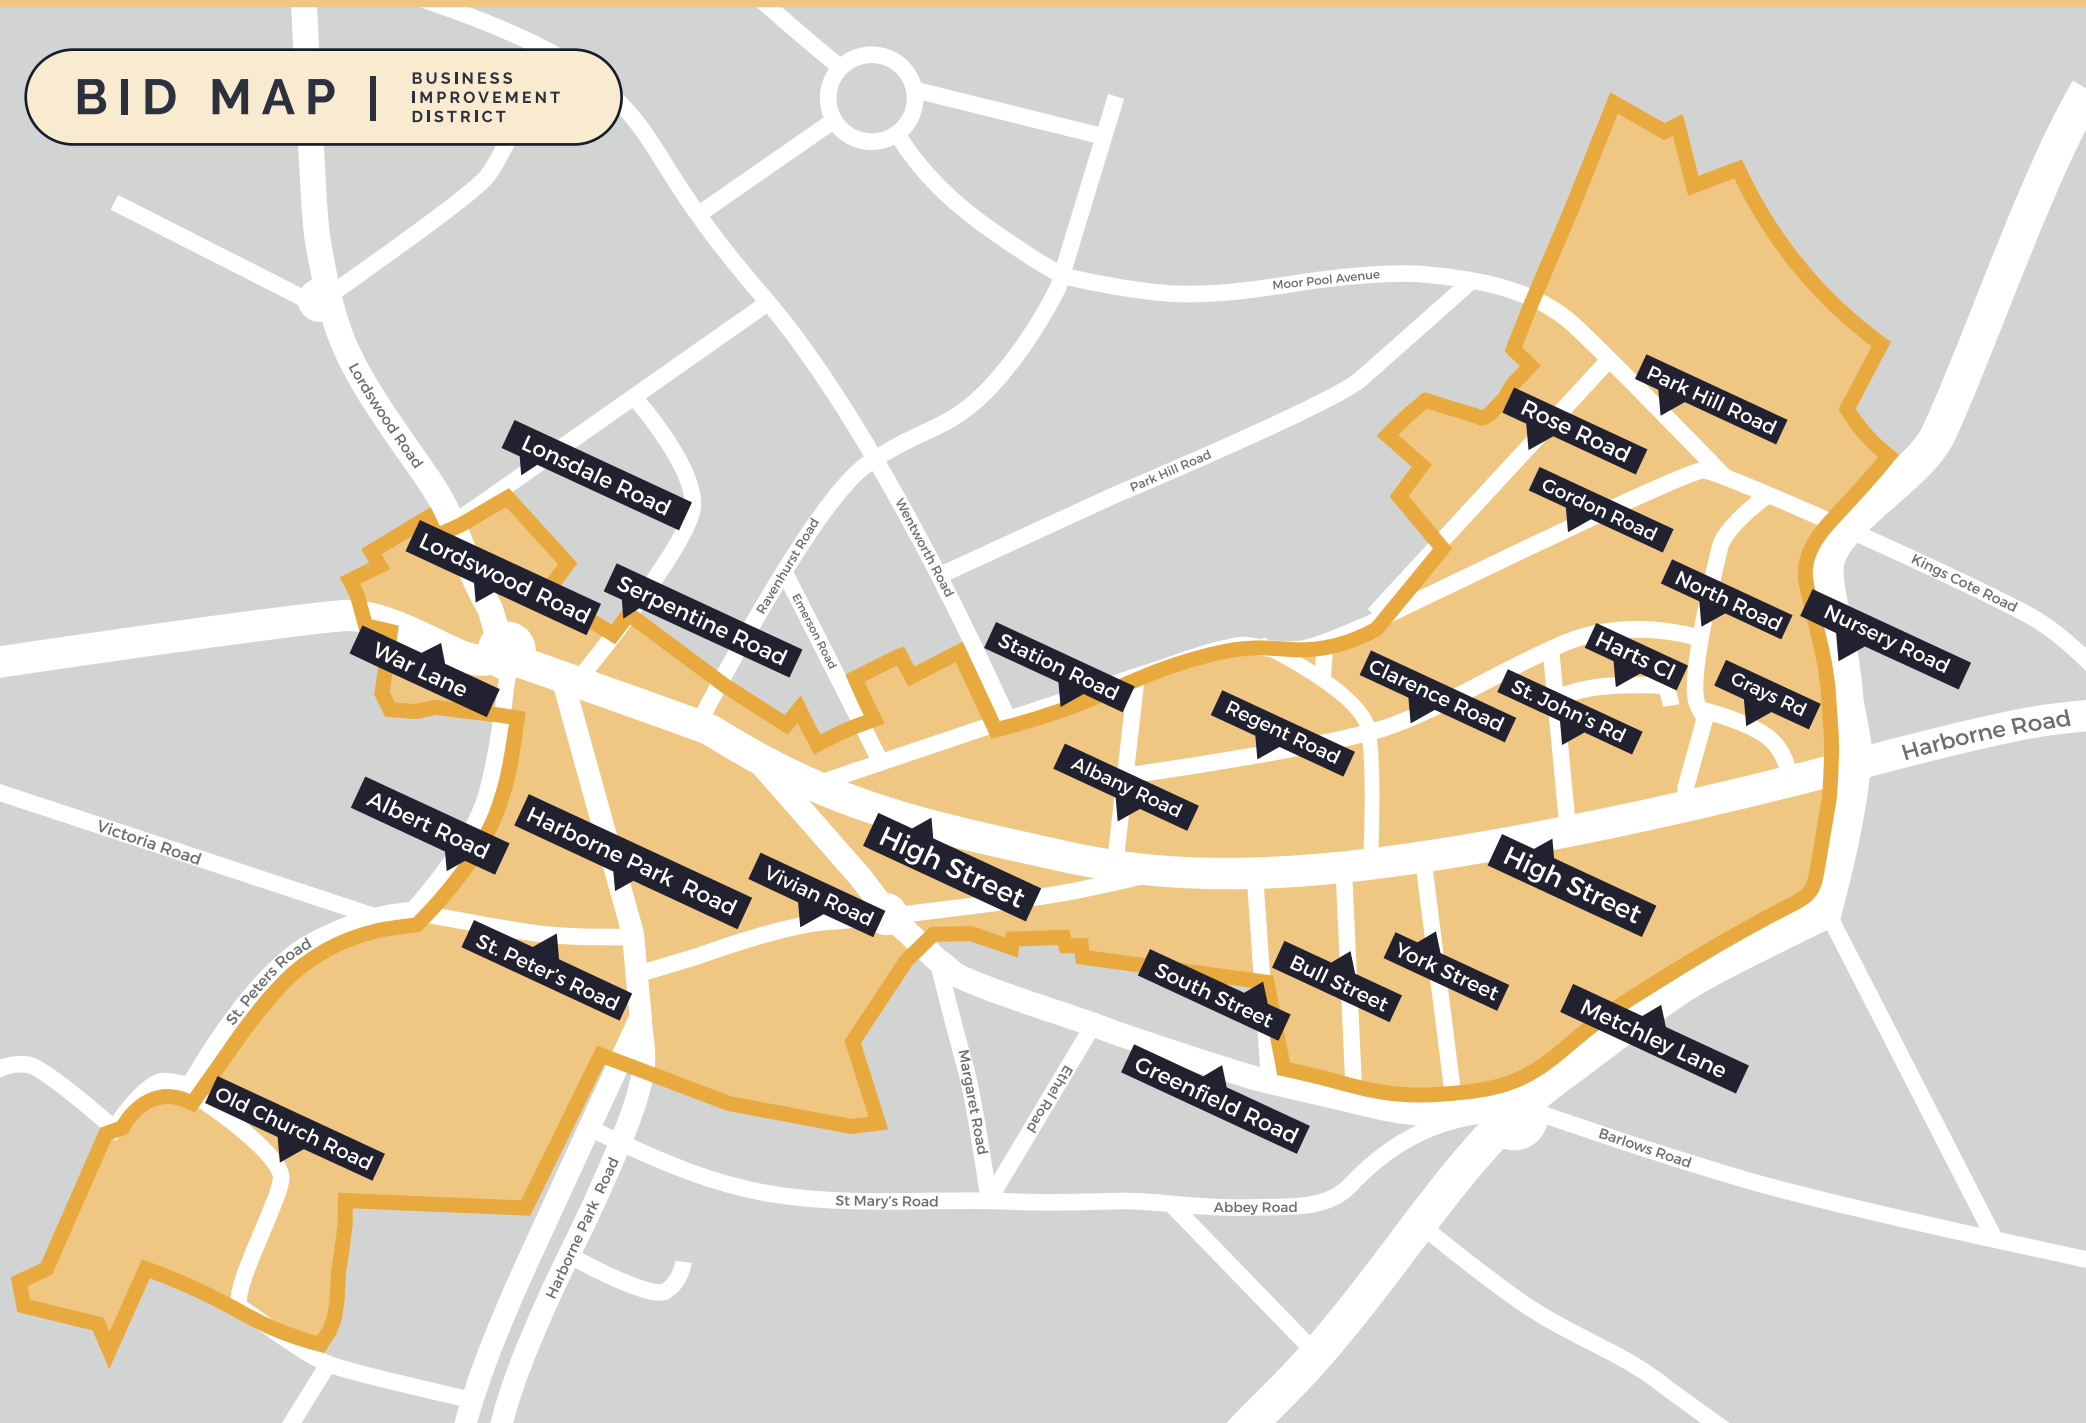 BID MAP
BUSINESS
IMPROVEMENT
DISTRICT
Moor Pool Avenue
Lordswood Road
Park Hill Road
Rose Road
Lonsdale Road
Park Hill Road
Gordon Road
Wentworth Road
Ravenhurst Road
Lordswood Road
Serpentine Road
Emerson Road
Kings Cote Road
North Road
Nursery Road
Station Road
War Lane
Harts Cl
Clarence Road
St. John's Rd
Grays Rd
Regent Road
Harborne Road
Albany Road
Albert Road
Victoria Road
Harborne Park Road
Vivian Road
High Street
High Street
St. Peter's Road
St. Peters Road
South Street
Bull Street
York Street
Metchley Lane
Margaret Road
Ethel Road
Greenfield Road
Old Church Road
Barlows Road
Harborne Park Road
St Mary's Road
Abbey Road